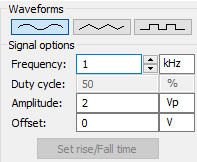 Waveforms
Signal options
Frequency: 1 kHz
Duty cycle: 50 %
Amplitude: 2 Vp
Offset: 0 V
Set rise/Fall time